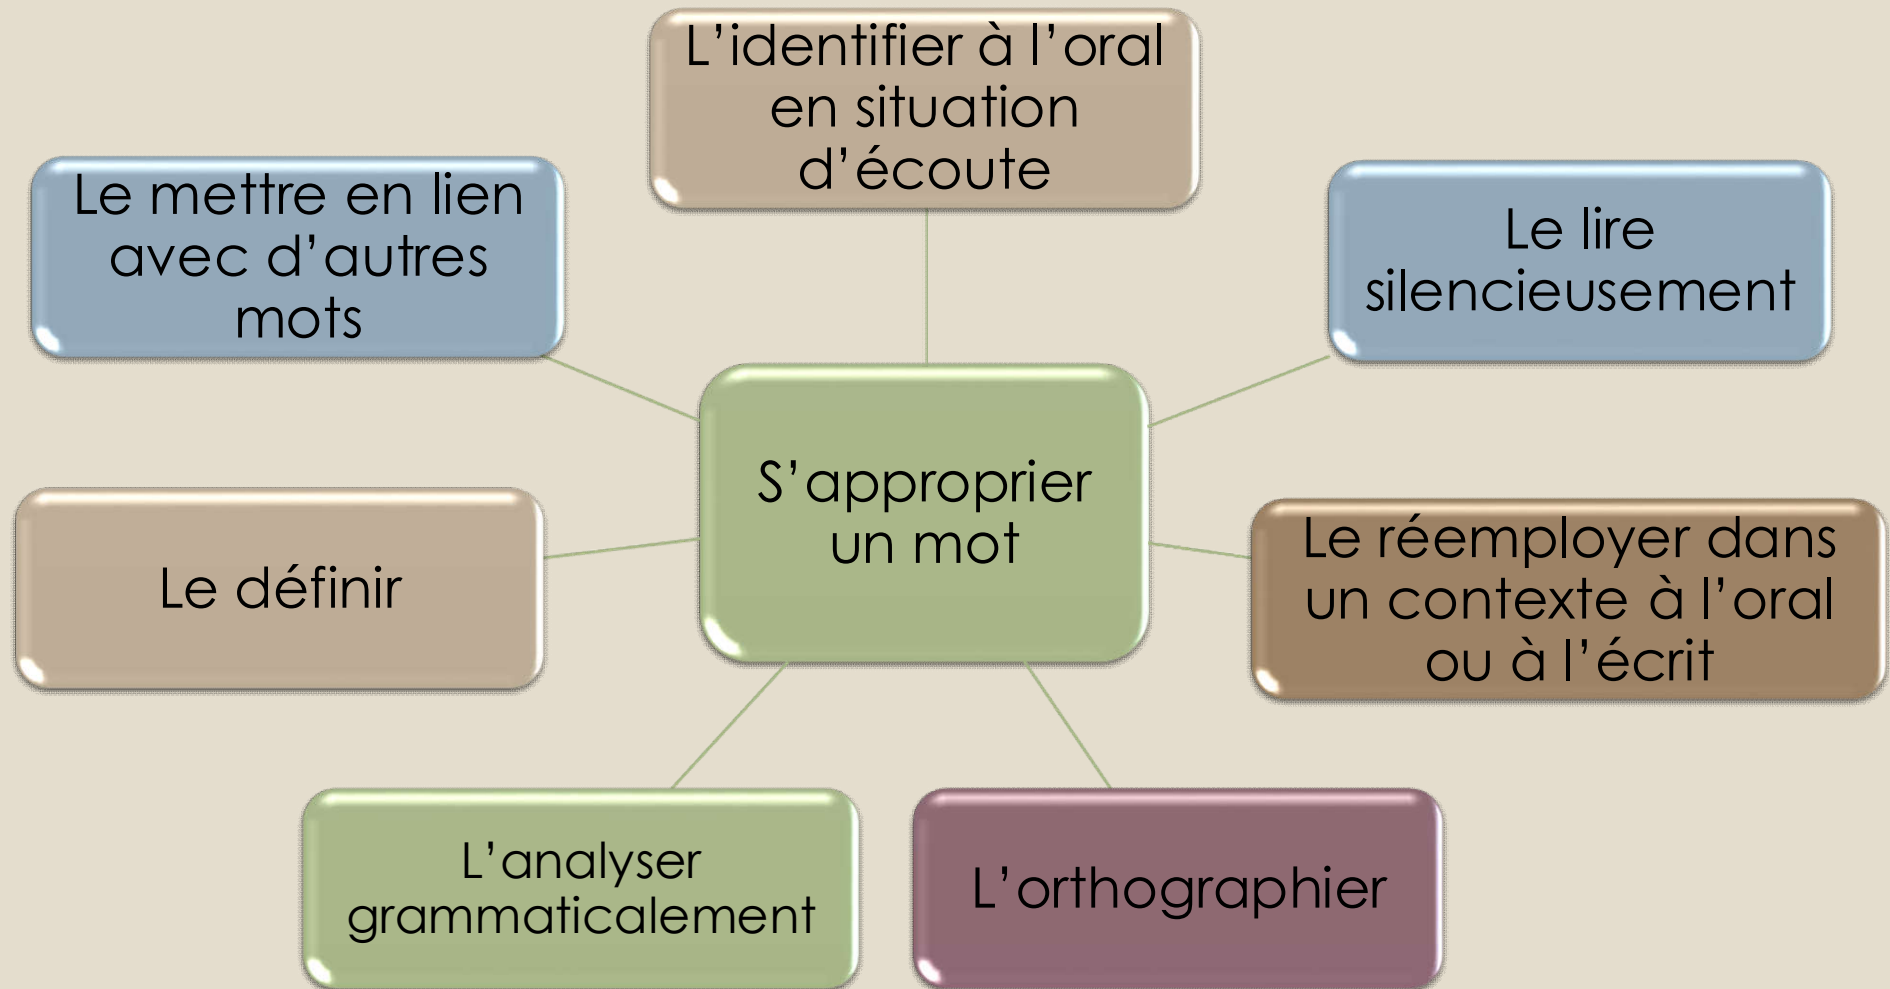 L’identifier à l’oral
en situation
d’écoute
Le mettre en lien
avec d’autres
mots
Le lire
silencieusement
S’approprier
un mot
Le définir
Le réemployer dans
un contexte à l’oral
ou à l’écrit
L’analyser
grammaticalement
L’orthographier